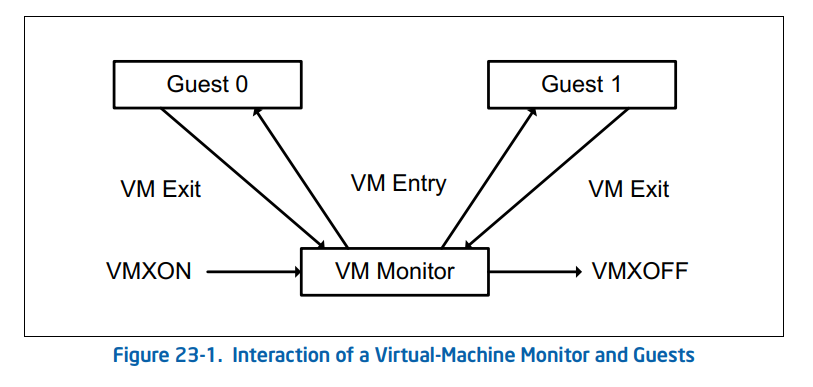 Guest 0
Guest 1
VM Exit
VM Entry
VM Exit
VMXON
VM Monitor
VMXOFF
Figure 23-1. Interaction of a Virtual-Machine Monitor and Guests